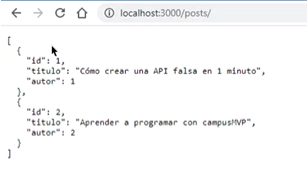 localhost:3000/posts/
[
  {
    "id": 1,
    "titulo": "Cómo crear una API falsa en 1 minuto",
    "autor": 1
  },
  {
    "id": 2,
    "titulo": "Aprender a programar con campusMVP",
    "autor": 2
  }
]